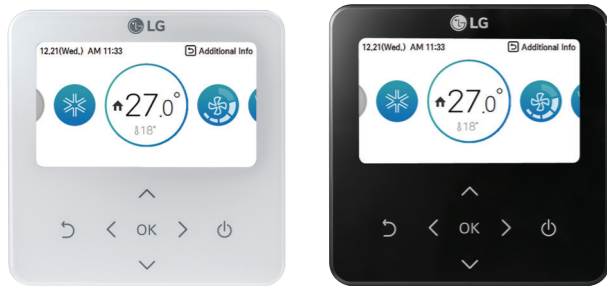 LG
12,21(Wed,) AM 11:33 Additional Info
27.0°
18°
OK
LG
12,21(Wed,) AM 11:33 Additional Info
27.0°
18°
OK